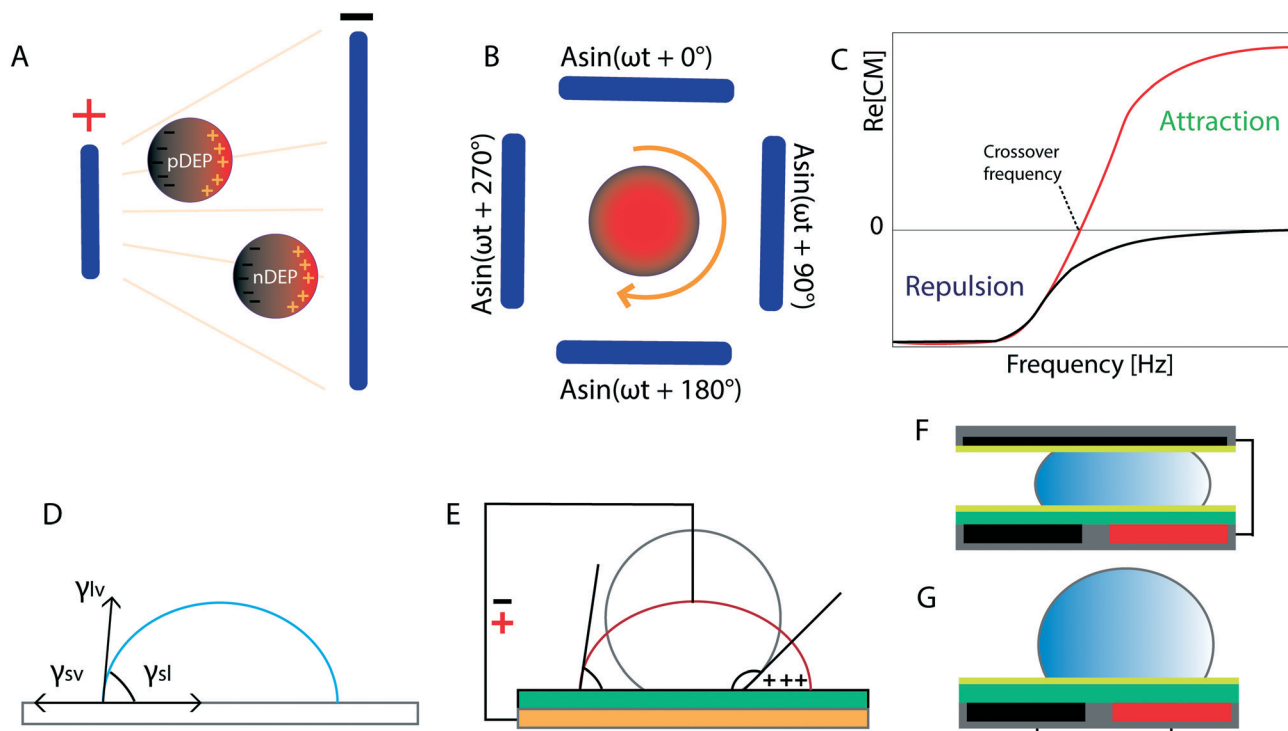 A
−
+
− − − − −
pDEP
+ + + + +
− − − − −
nDEP
+ + + + +
B
Asin(ωt + 0°)
Asin(ωt + 270°)
Asin(ωt + 90°)
Asin(ωt + 180°)
C
Re[CM]
Attraction
Crossover
frequency
0
Repulsion
Frequency [Hz]
D
γlv
γsv
γsl
E
−
+
+++
F
G